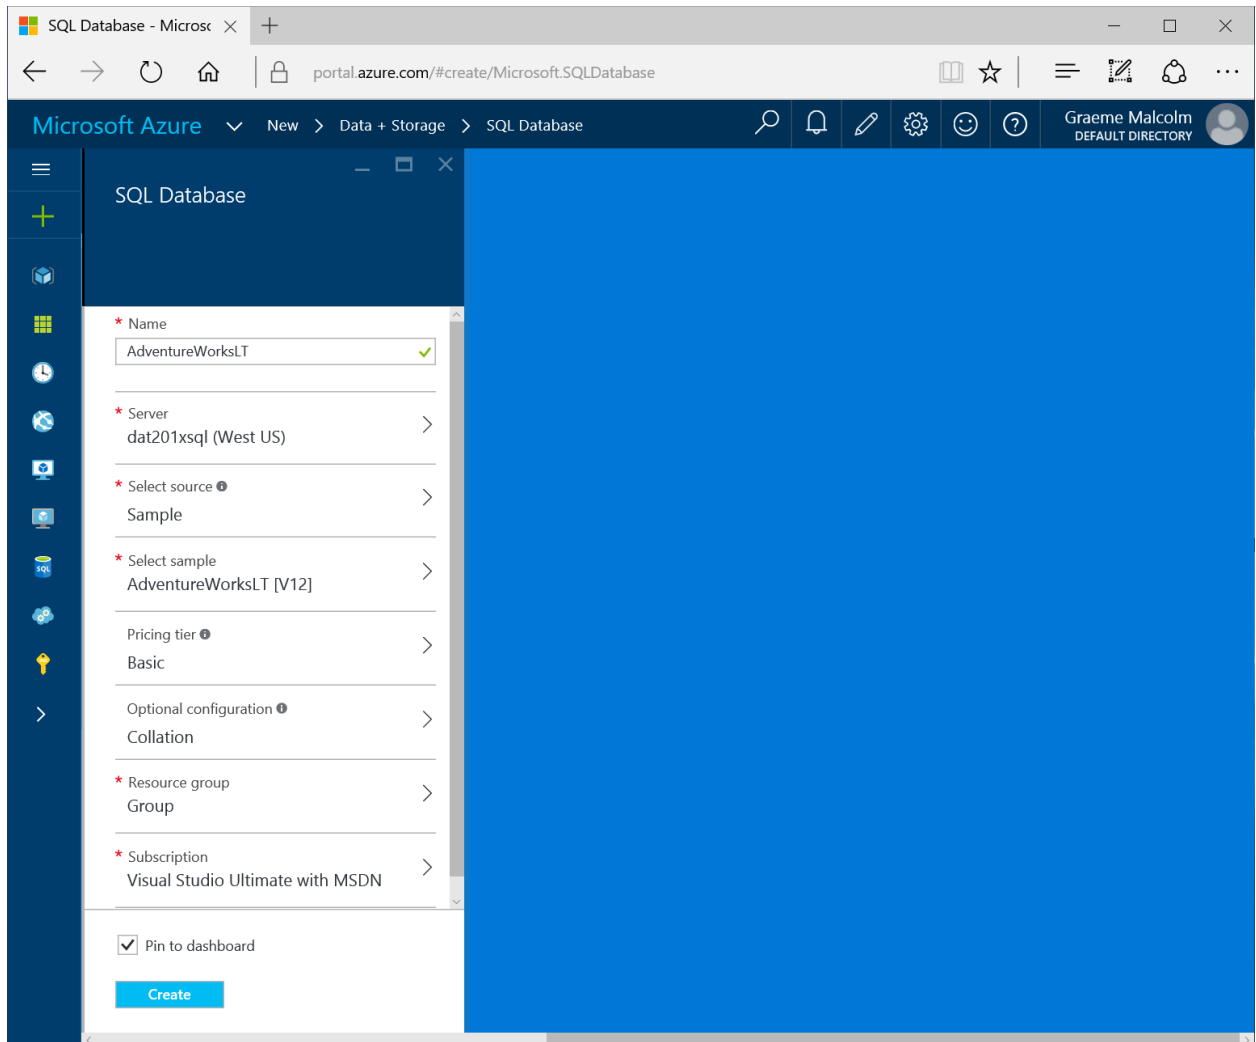 SQL Database - Microsc
portal.azure.com/#create/Microsoft.SQLDatabase
Microsoft Azure New > Data + Storage > SQL Database
Graeme Malcolm
DEFAULT DIRECTORY
SQL Database
* Name
AdventureWorksLT
* Server
dat201xsql (West US)
* Select source
Sample
* Select sample
AdventureWorksLT [V12]
Pricing tier
Basic
Optional configuration
Collation
* Resource group
Group
* Subscription
Visual Studio Ultimate with MSDN
SQL
Pin to dashboard
Create